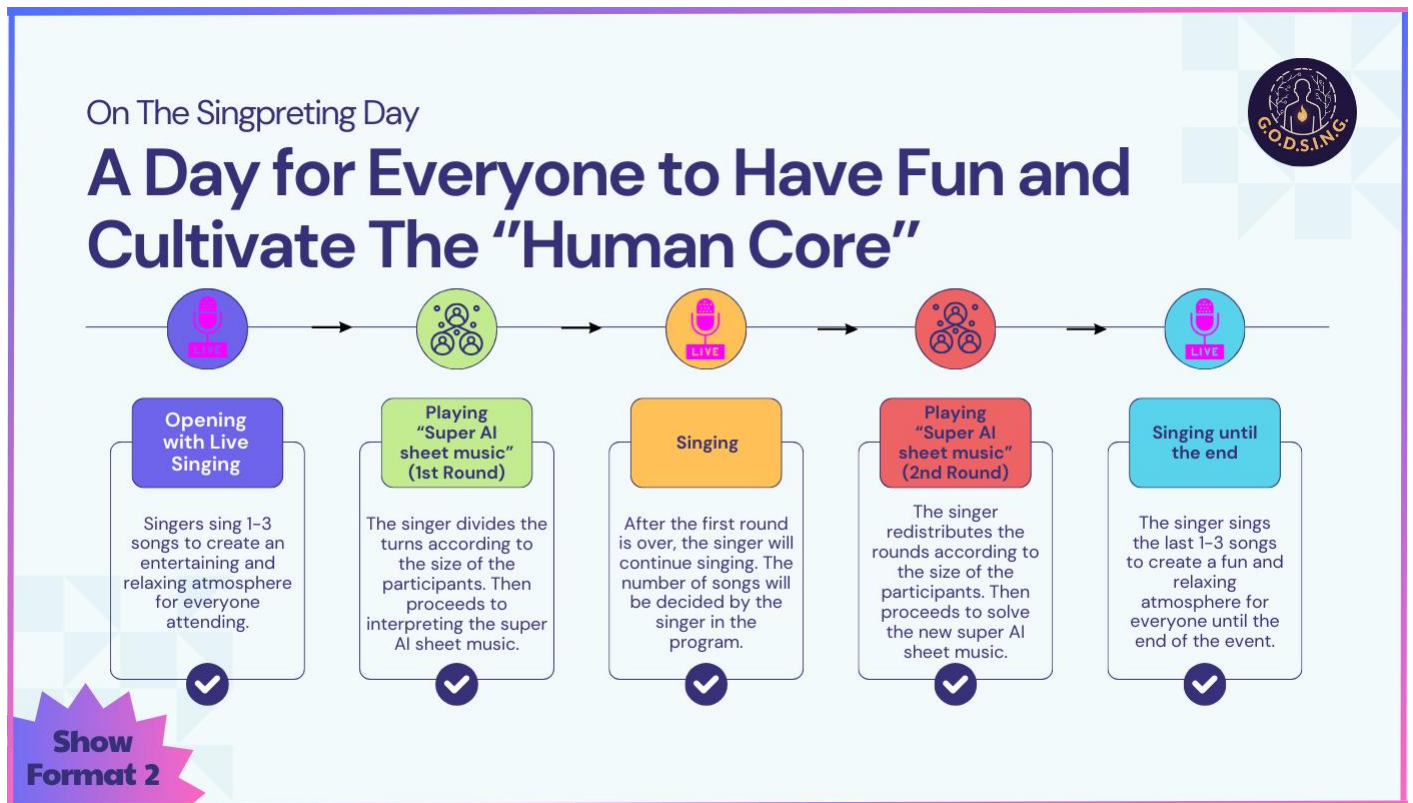 On The Singpreting Day
A Day for Everyone to Have Fun and
Cultivate The “Human Core”
G.O.D.S.I.N.G.
LIVE
LIVE
LIVE
Opening
with Live
Singing
Singers sing 1-3
songs to create an
entertaining and
relaxing atmosphere
for everyone
attending.
Playing
“Super AI
sheet music”
(1st Round)
The singer divides the
turns according to
the size of the
participants. Then
proceeds to
interpreting the super
AI sheet music.
Singing
After the first round
is over, the singer will
continue singing. The
number of songs will
be decided by the
singer in the
program.
Playing
“Super AI
sheet music”
(2nd Round)
The singer
redistributes the
rounds according to
the size of the
participants. Then
proceeds to solve
the new super AI
sheet music.
Singing until
the end
The singer sings
the last 1-3 songs
to create a fun and
relaxing
atmosphere for
everyone until the
end of the event.
Show
Format 2